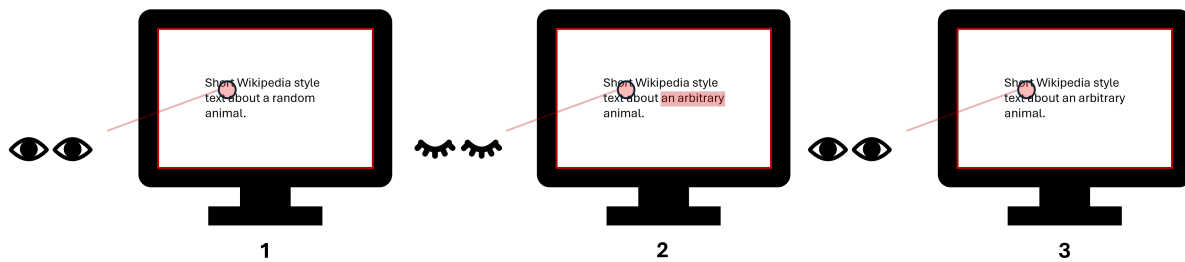 Short Wikipedia style
text about a random
animal.
1
Short Wikipedia style
text about an arbitrary
animal.
2
Short Wikipedia style
text about an arbitrary
animal.
3